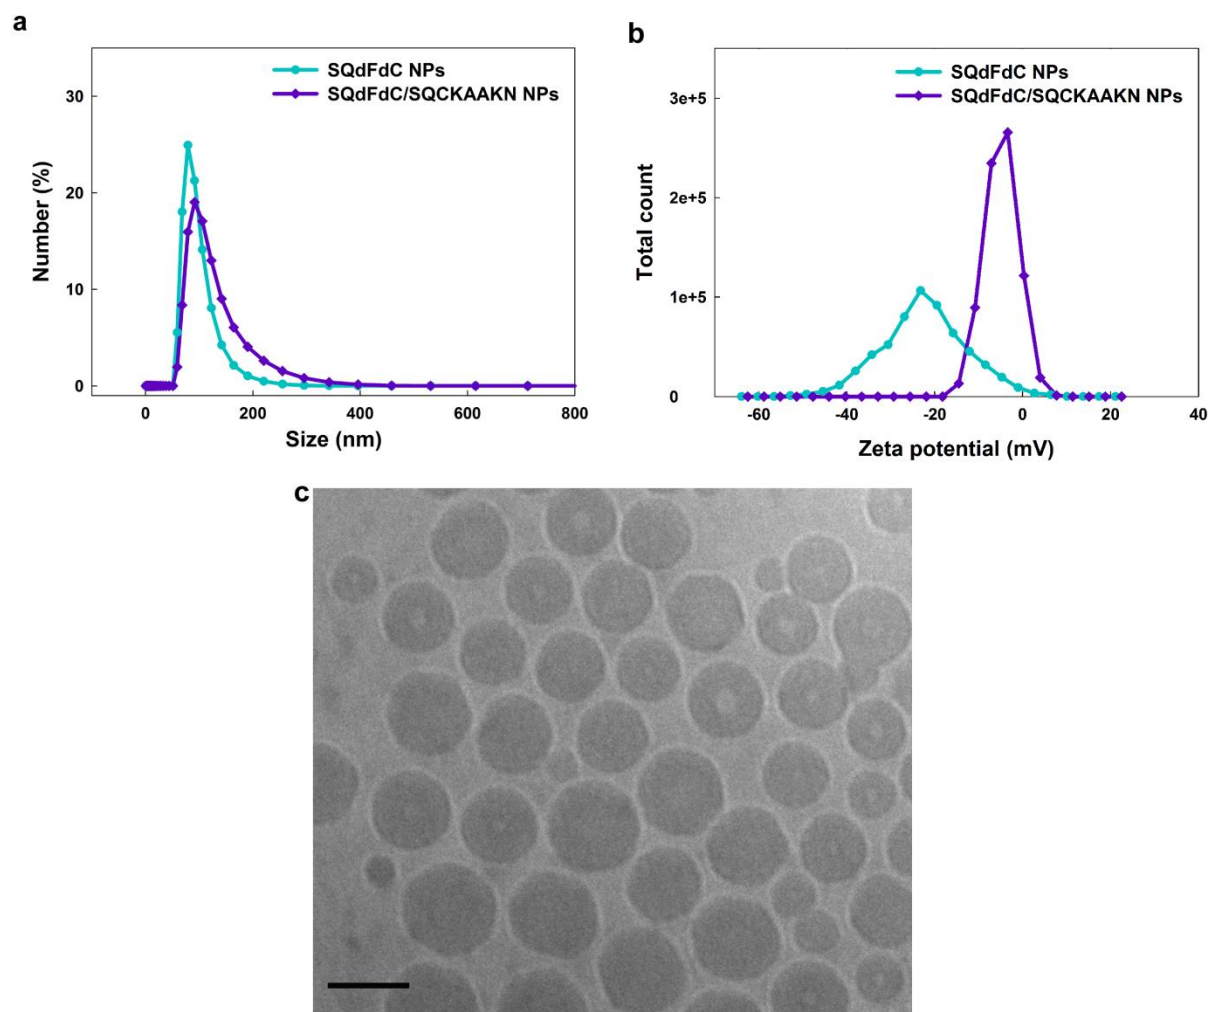 a
SQdFdC NPs
SQdFdC/SQCKAAKN NPs
Number (%)
30
20
10
0
0
200
400
600
800
Size (nm)
b
SQdFdC NPs
SQdFdC/SQCKAAKN NPs
Total count
3e+5
2e+5
1e+5
0
-60
-40
-20
0
20
40
Zeta potential (mV)
c